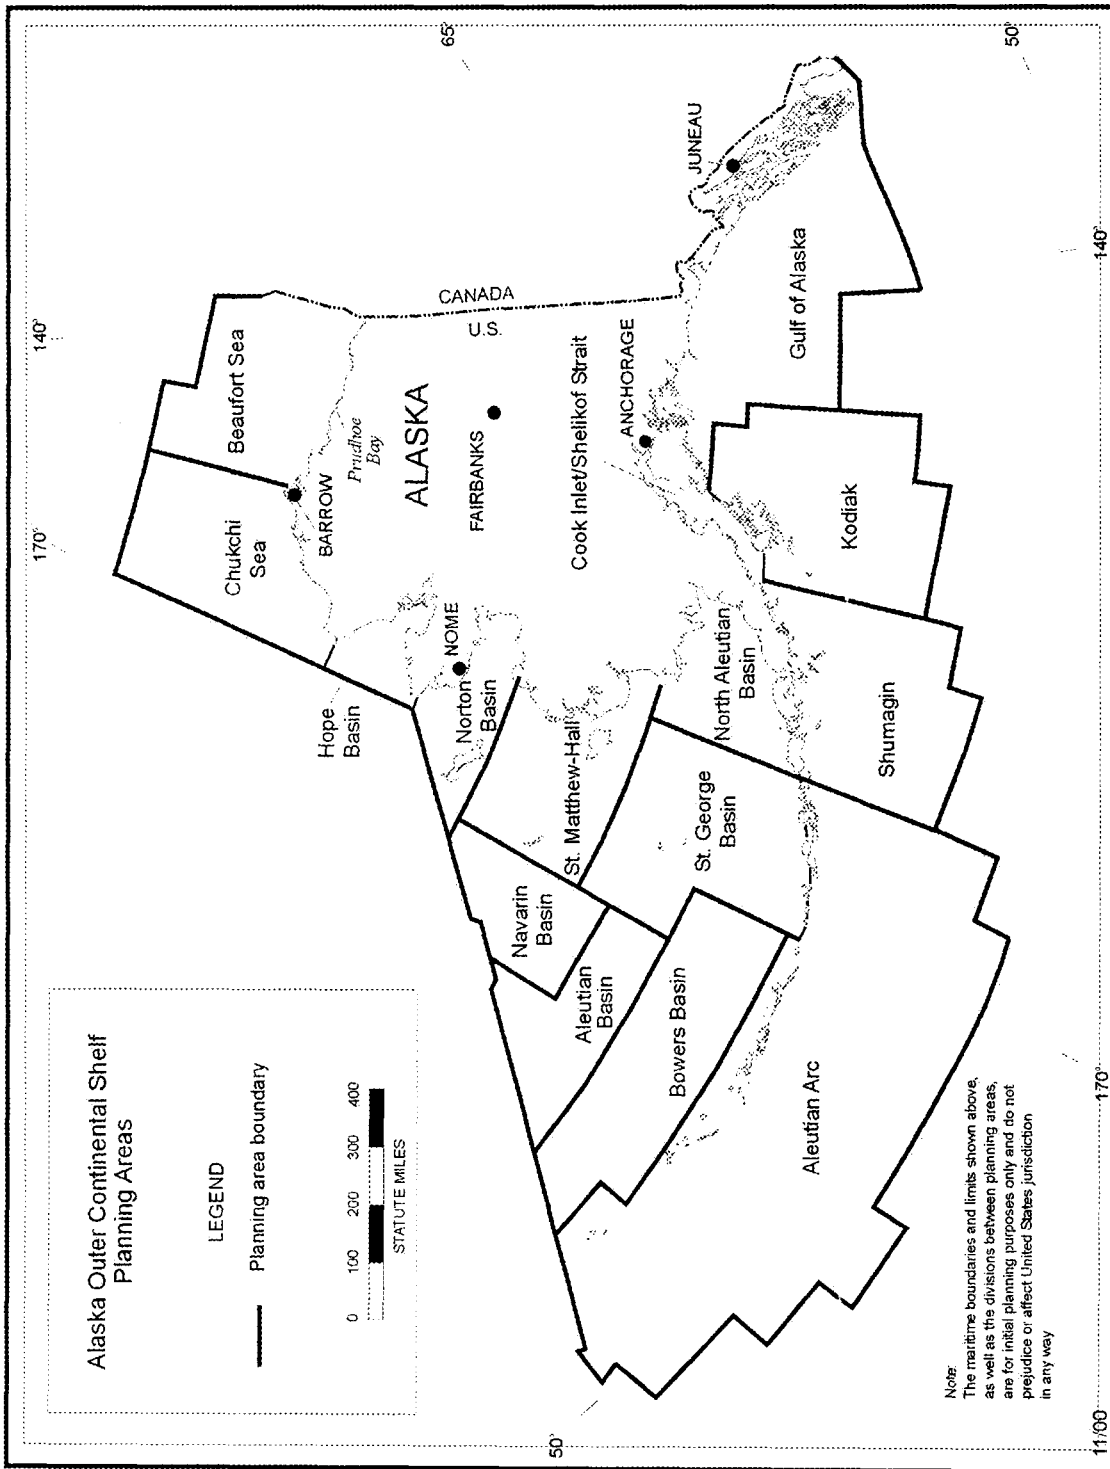 Alaska Outer Continental Shelf
Planning Areas
LEGEND
Planning area boundary
0 100 200 300 400
STATUTE MILES
170°
140°
65°
50°
50°
170°
140°
Chukchi
Sea
Beaufort Sea
BARROW
Prudhoe
Bay
Hope
Basin
NOME
Norton
Basin
ALASKA
FAIRBANKS
CANADA
U.S.
Navarin
Basin
St. Matthew-Hall
Cook Inlet/Shelikof Strait
ANCHORAGE
JUNEAU
Aleutian
Basin
St. George
Basin
North Aleutian
Basin
Bowers Basin
Kodiak
Gulf of Alaska
Aleutian Arc
Shumagin
Note:
The maritime boundaries and limits shown above,
as well as the divisions between planning areas,
are for initial planning purposes only and do not
prejudice or affect United States jurisdiction
in any way
11/00